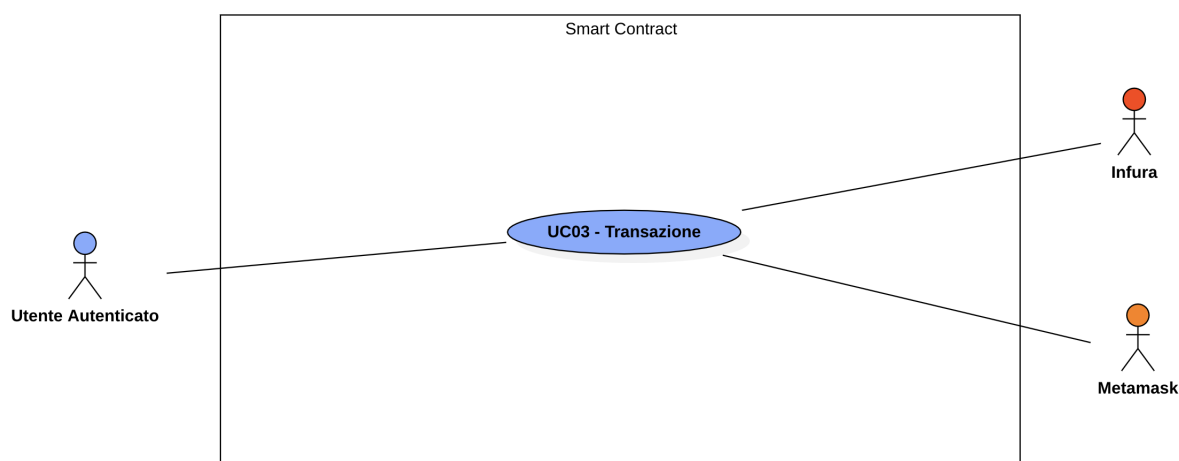 Smart Contract
Infura
UC03 - Transazione
Utente Autenticato
Metamask